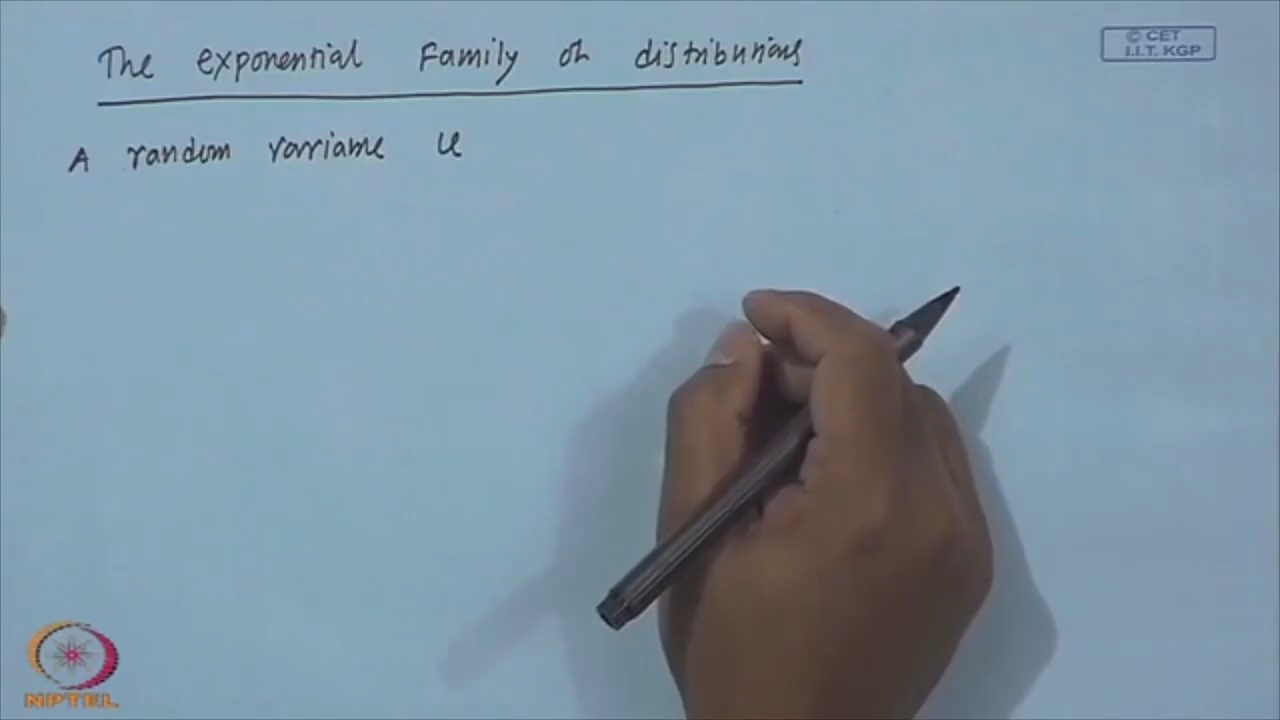 The exponential Family of distributions
© CET
I.I.T. KGP
A random variable u
NPTEL